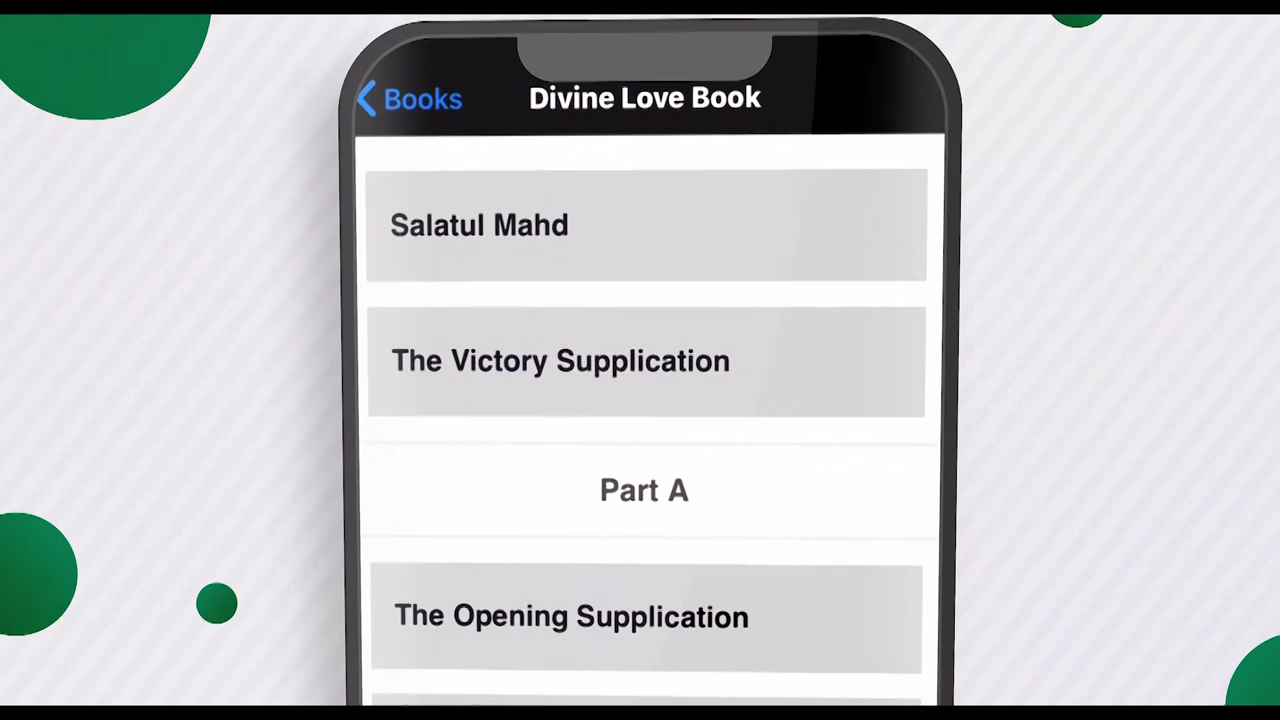 Books
Divine Love Book
Salatul Mahd
The Victory Supplication
Part A
The Opening Supplication